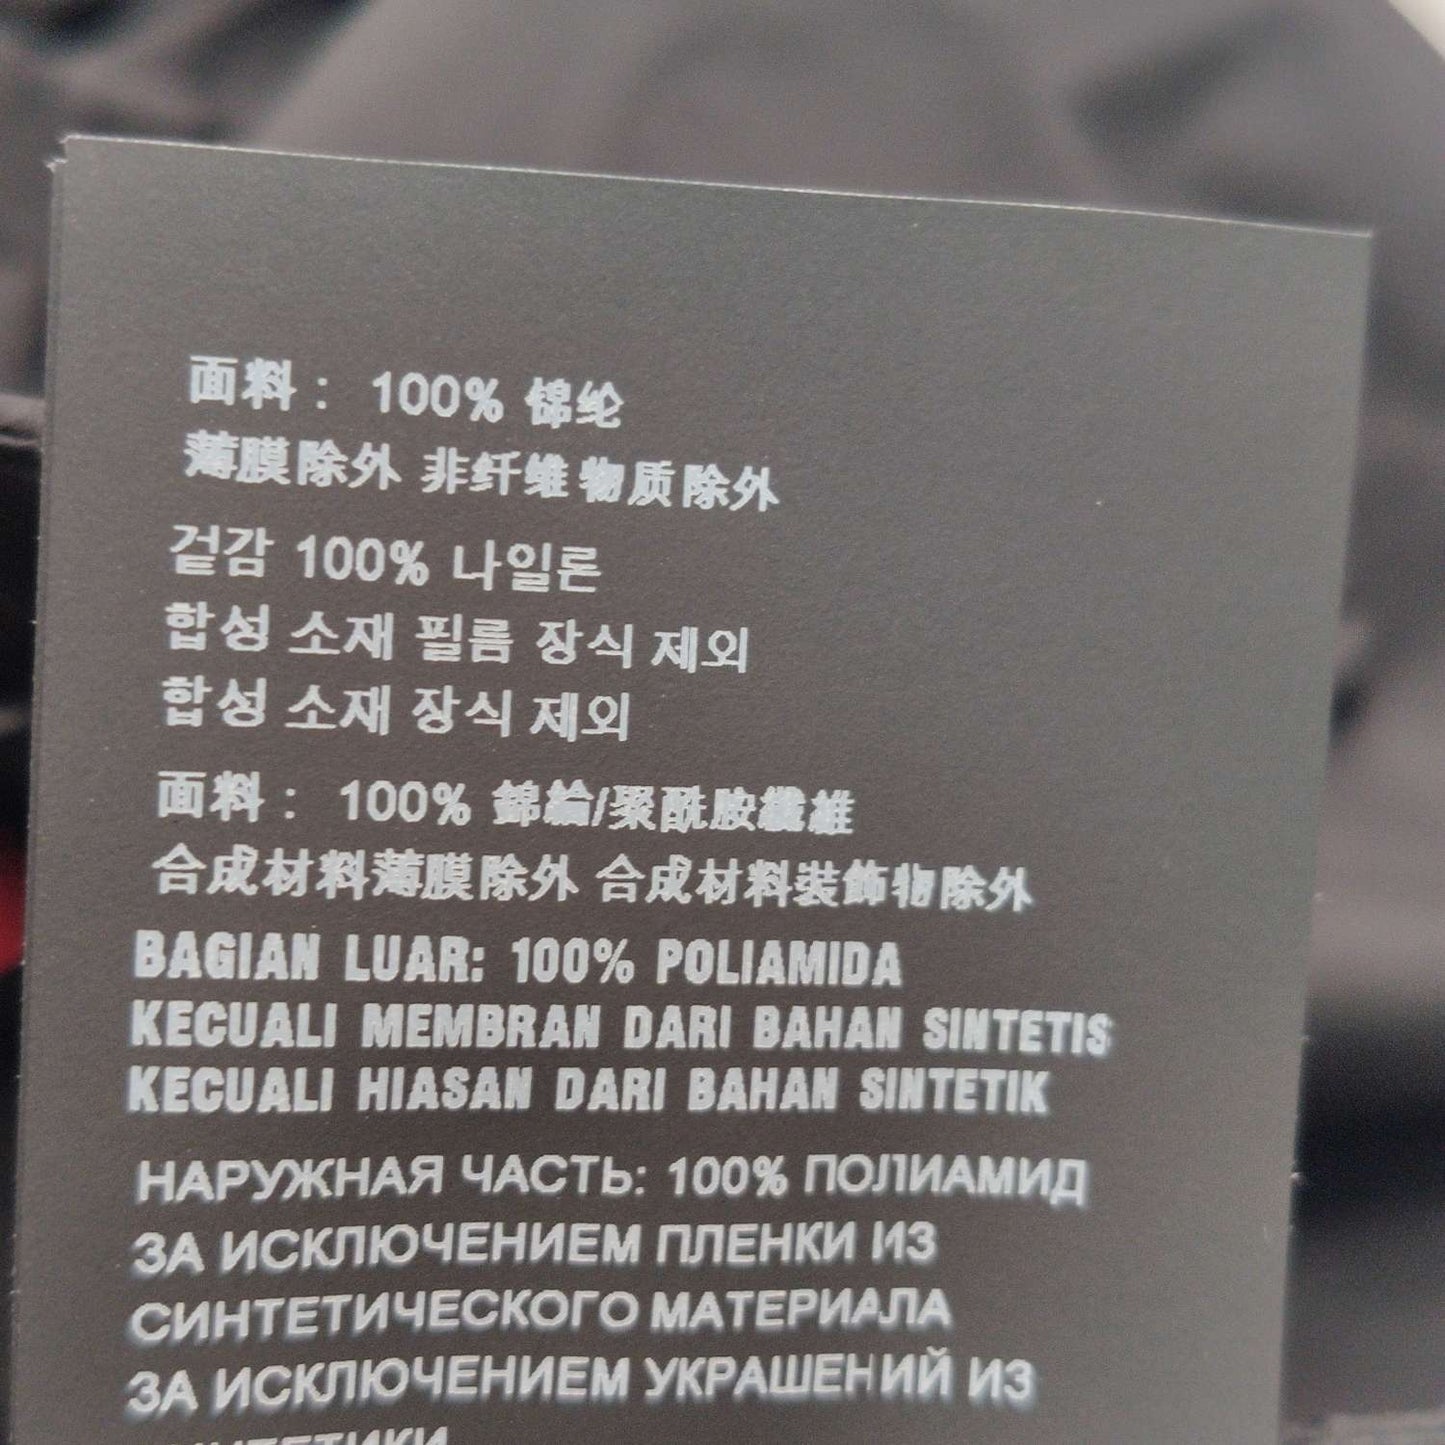 面料： 100% 锦纶
薄膜除外 非纤维物质除外
겉감 100% 나일론
합성 소재 필름 장식 제외
합성 소재 장식 제외
面料： 100% 錦綸/聚酰胺纖維
合成材料薄膜除外 合成材料裝飾物除外
BAGIAN LUAR: 100% POLIAMIDA
KECUALI MEMBRAN DARI BAHAN SINTETIS
KECUALI HIASAN DARI BAHAN SINTETIK
НАРУЖНАЯ ЧАСТЬ: 100% ПОЛИАМИД
ЗА ИСКЛЮЧЕНИЕМ ПЛЕНКИ ИЗ
СИНТЕТИЧЕСКОГО МАТЕРИАЛА
ЗА ИСКЛЮЧЕНИЕМ УКРАШЕНИЙ ИЗ